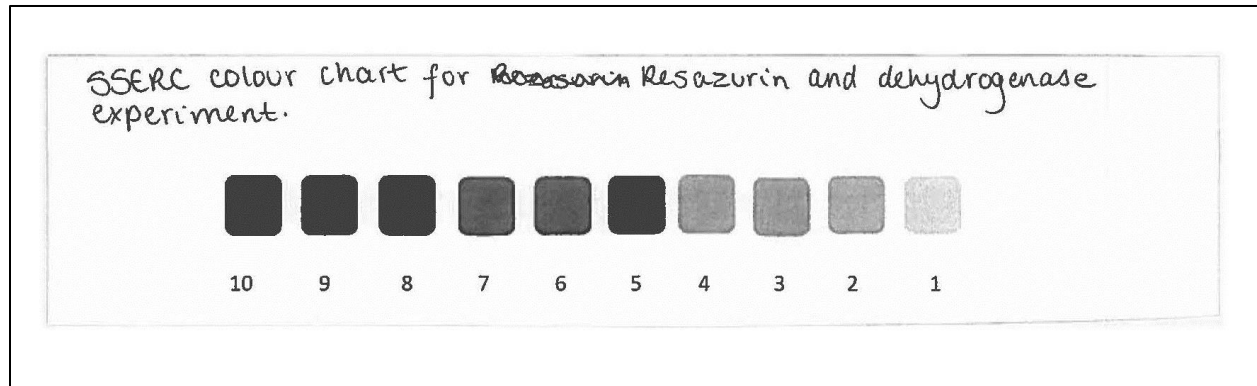 SSERC colour chart for Resazurin and dehydrogenase
experiment.
10 9 8 7 6 5 4 3 2 1